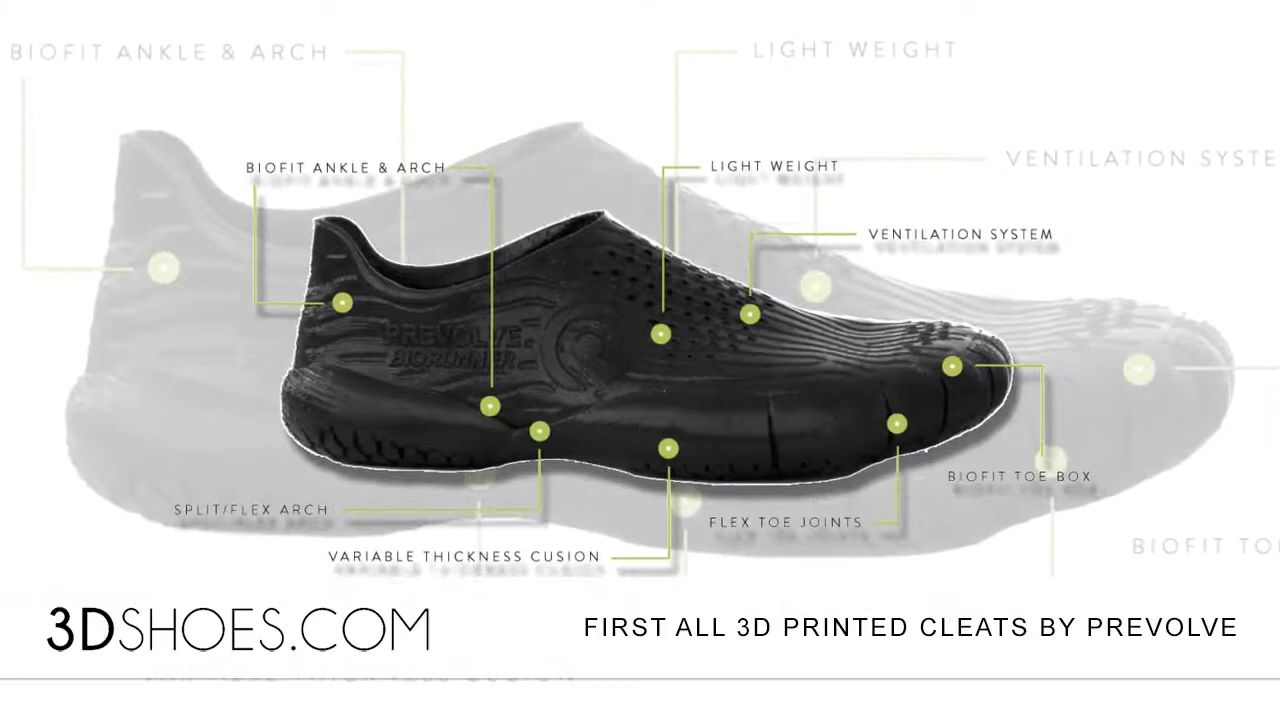 BIOFIT ANKLE & ARCH
LIGHT WEIGHT
VENTILATION SYSTE
BIOFIT ANKLE & ARCH
LIGHT WEIGHT
VENTILATION SYSTEM
PREVOLVE
BIORUNNER
BIOFIT TOE BOX
SPLIT/FLEX ARCH
FLEX TOE JOINTS
BIOFIT TO
VARIABLE THICKNESS CUSION
3DSHOES.COM
FIRST ALL 3D PRINTED CLEATS BY PREVOLVE